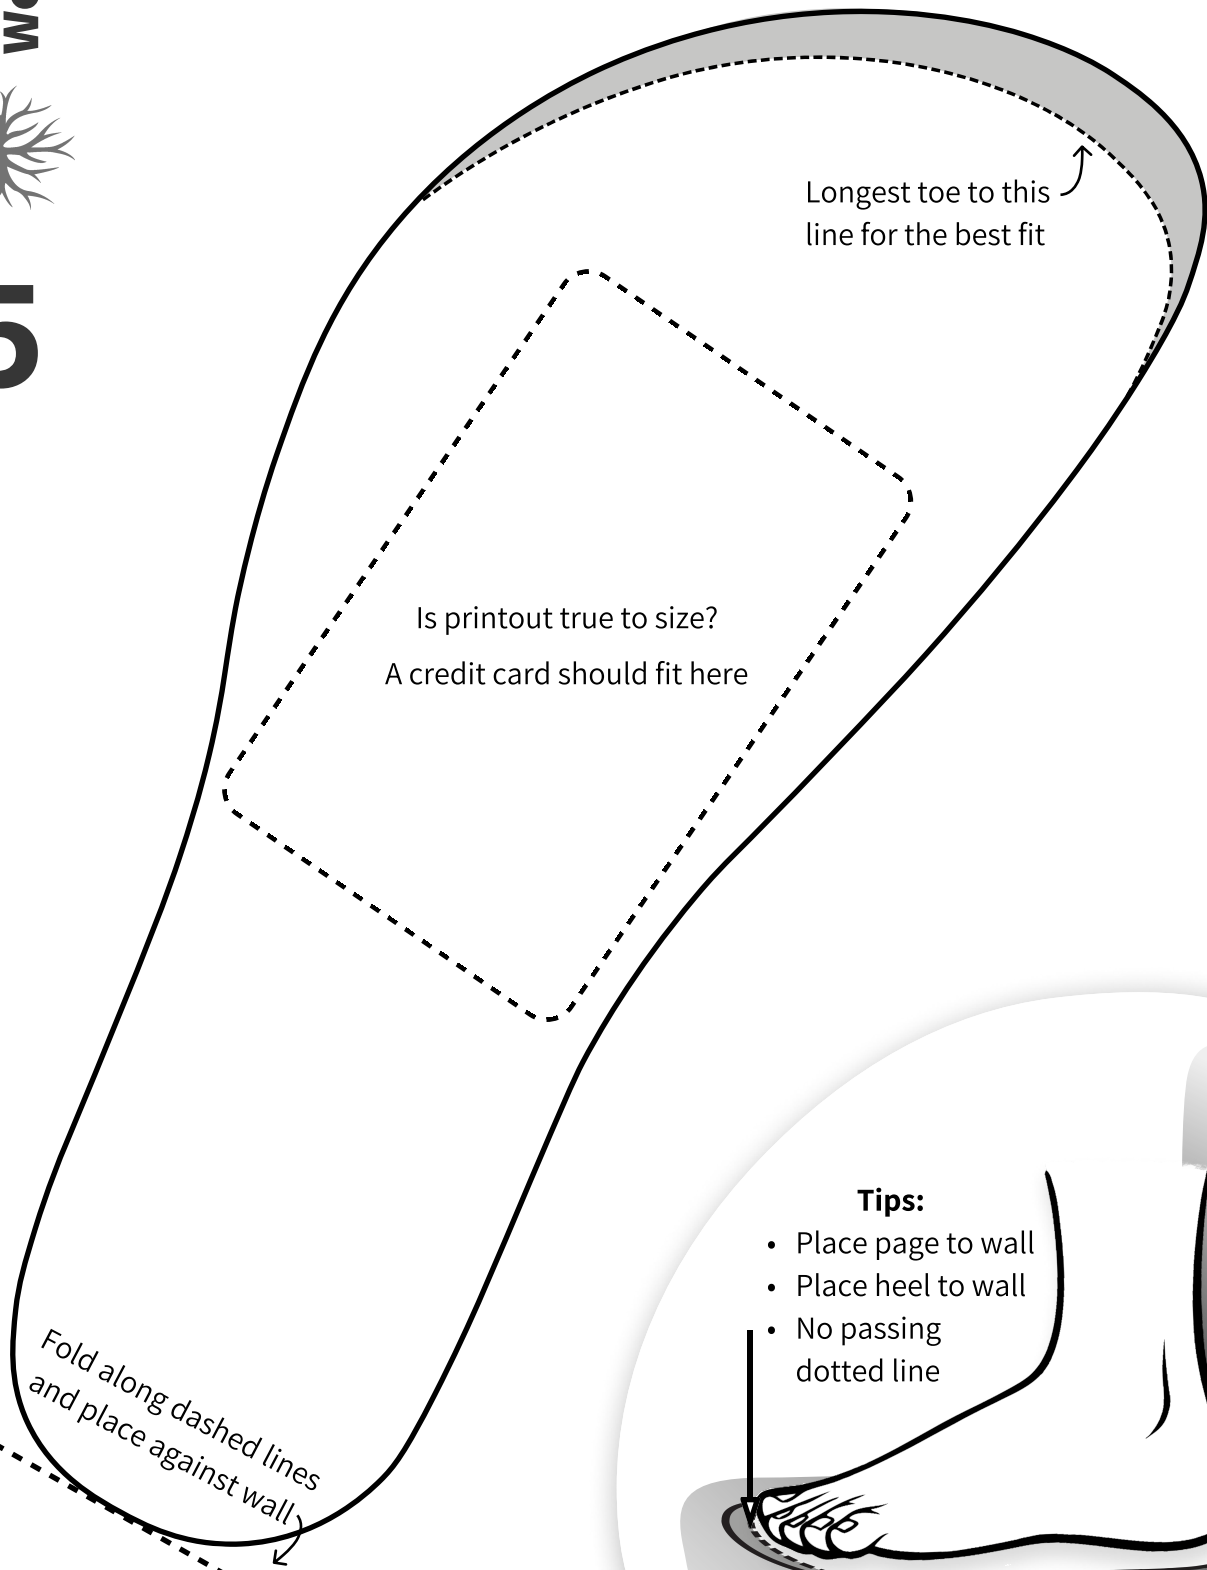 Longest toe to this
line for the best fit
Is printout true to size?
A credit card should fit here
Tips:
• Place page to wall
• Place heel to wall
• No passing
dotted line
Fold along dashed lines
and place against wall